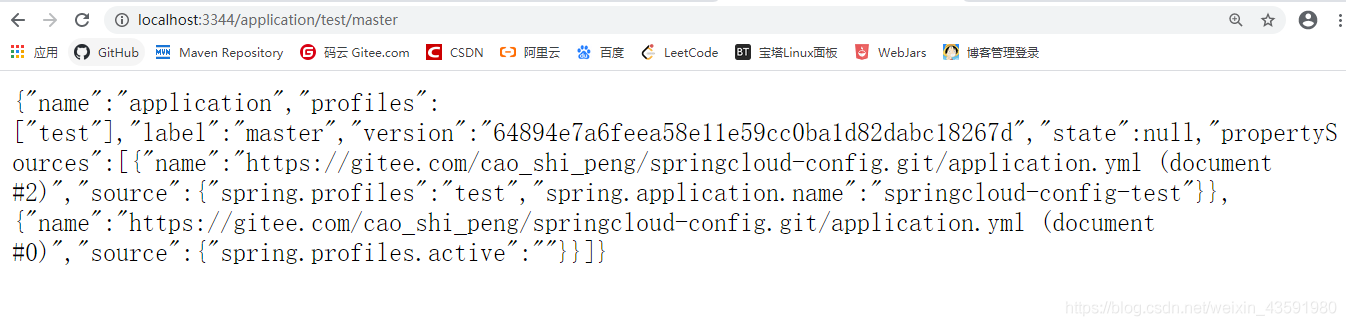 localhost:3344/application/test/master
应用 GitHub Maven Repository 码云 Gitee.com CSDN 阿里云 百度 LeetCode BT 宝塔Linux面板 WebJars 博客管理登录
{"name":"application","profiles":
["test"],"label":"master","version":"64894e7a6feea58e11e59cc0ba1d82dabc18267d","state":null,"propertyS
ources":[{"name":"https://gitee.com/cao_shi_peng/springcloud-config.git/application.yml (document
#2)","source":{"spring.profiles":"test","spring.application.name":"springcloud-config-test"}},
{"name":"https://gitee.com/cao_shi_peng/springcloud-config.git/application.yml (document
#0)","source":{"spring.profiles.active":""}}]}
https://blog.csdn.net/weixin_43591980